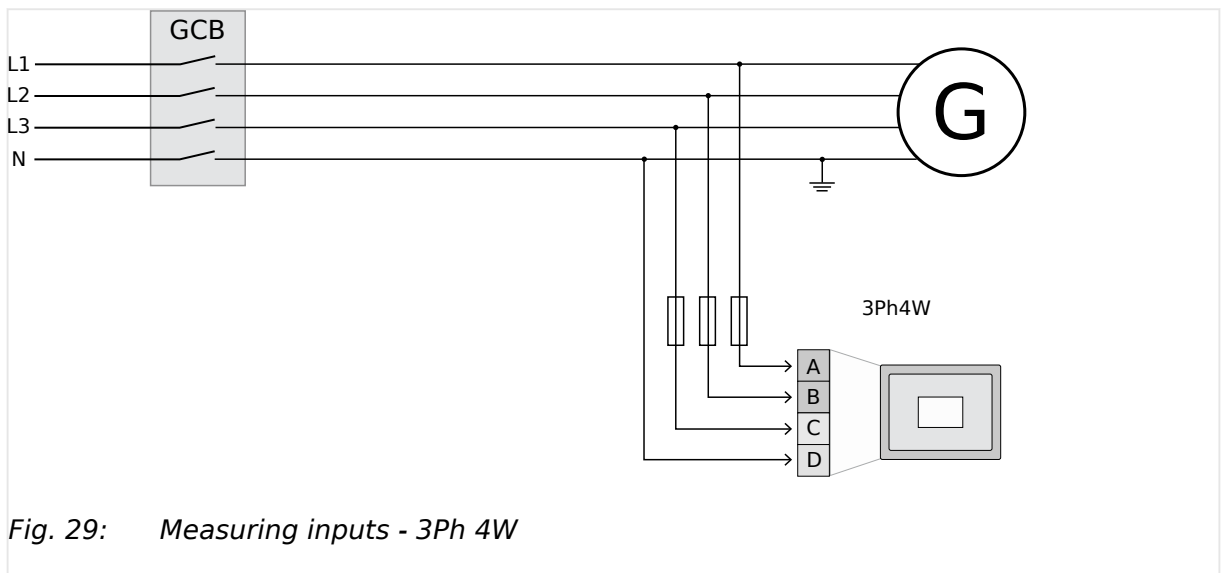 GCB
L1
L2
L3
N
G
3Ph4W
A
B
C
D
Fig. 29: Measuring inputs - 3Ph 4W